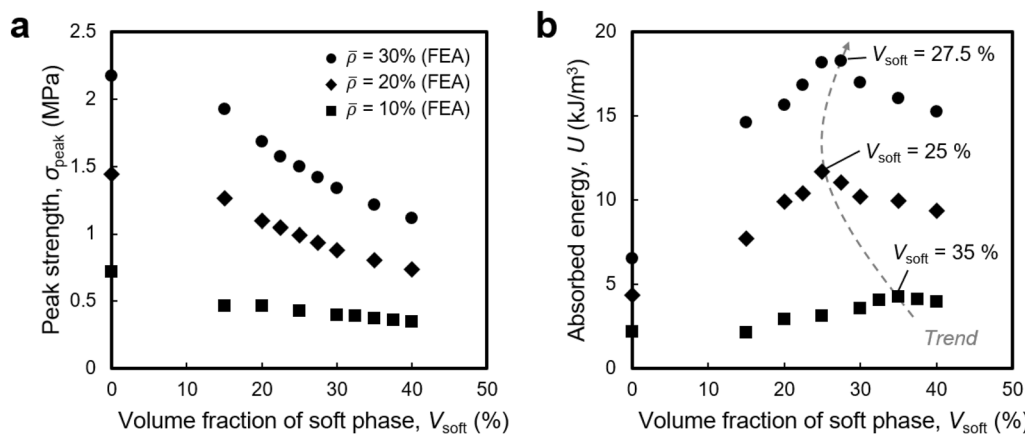 a
2.5
2
1.5
1
0.5
0
0
10
20
30
40
50
Peak strength, σpeak (MPa)
Volume fraction of soft phase, Vsoft (%)
ρ̄ = 30% (FEA)
ρ̄ = 20% (FEA)
ρ̄ = 10% (FEA)
b
20
15
10
5
0
0
10
20
30
40
50
Absorbed energy, U (kJ/m³)
Volume fraction of soft phase, Vsoft (%)
Vsoft = 27.5 %
Vsoft = 25 %
Vsoft = 35 %
Trend